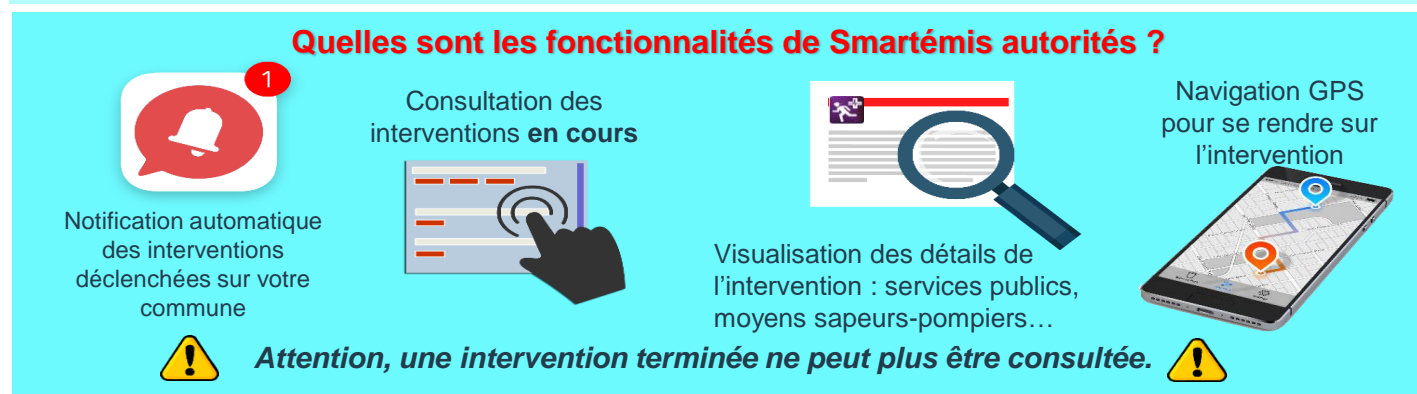 Quelles sont les fonctionnalités de Smartémis autorités ?
1
Notification automatique
des interventions
déclenchées sur votre
commune
Consultation des
interventions en cours
Visualisation des détails de
l'intervention : services publics,
moyens sapeurs-pompiers…
Navigation GPS
pour se rendre sur
l'intervention
Attention, une intervention terminée ne peut plus être consultée.